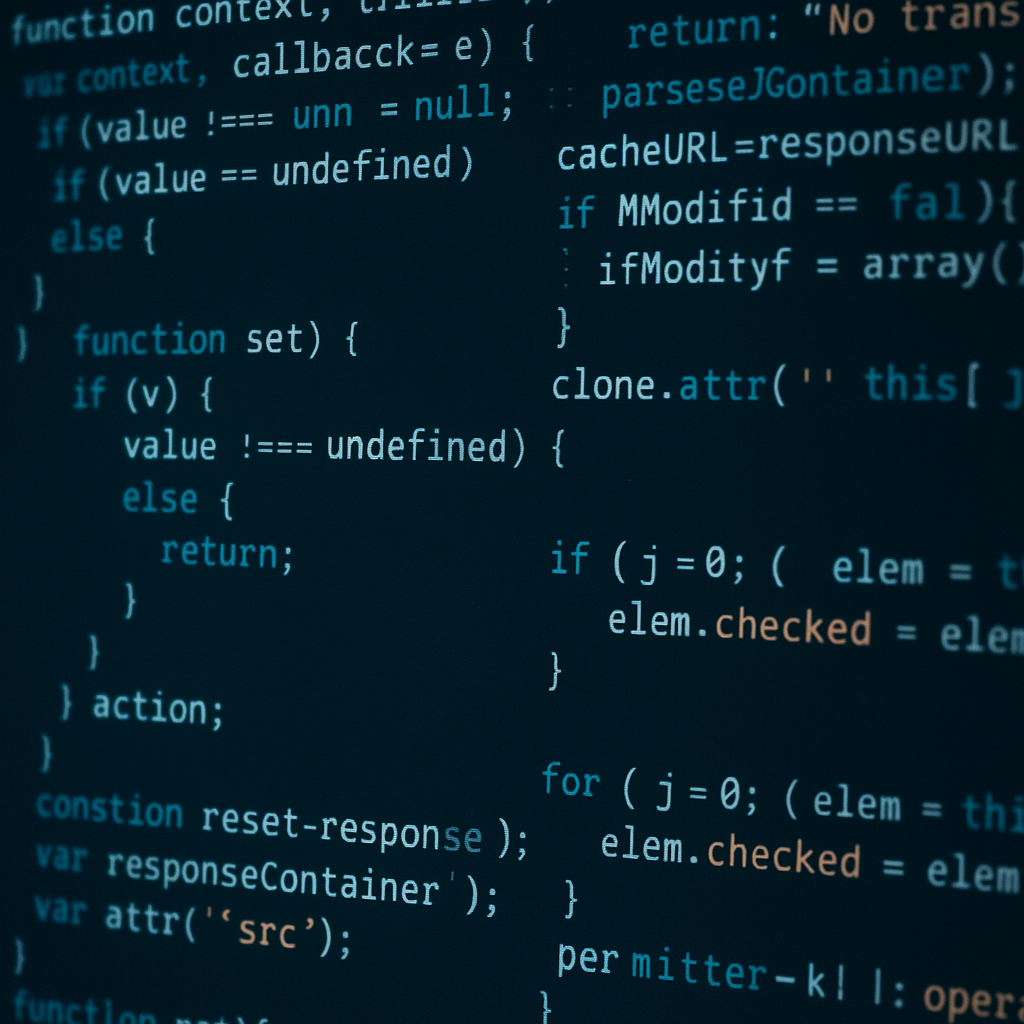 function context,
var context, callbacck= e) {
if (value !=== unn = null;
if (value == undefined)
else {
}
} function set) {
if (v) {
value !=== undefined) {
else {
return;
}
}
} action;
}
constion reset-response );
var responseContainer ' );
var attr('‘src’);
}
function
return: “No trans
:: parseseJGontainer);
cacheURL=responseURL
if MModifid == fal){
ifModityf = array()
}
clone.attr('' this[ j
if ( j =0; ( elem =
elem.checked = elem
}
for ( j =0; ( elem = thi
elem.checked = elem
}
per mitter–k! |: opera
}